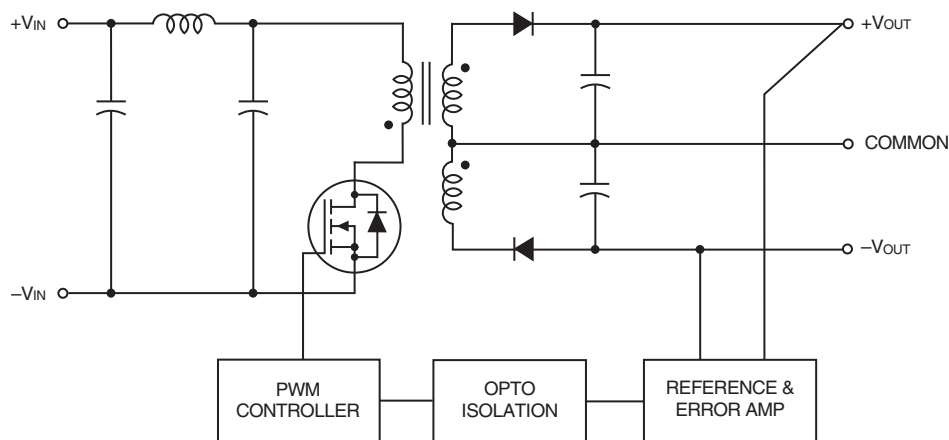 +VIN
+VOUT
COMMON
–VOUT
–VIN
PWM
CONTROLLER
OPTO
ISOLATION
REFERENCE &
ERROR AMP